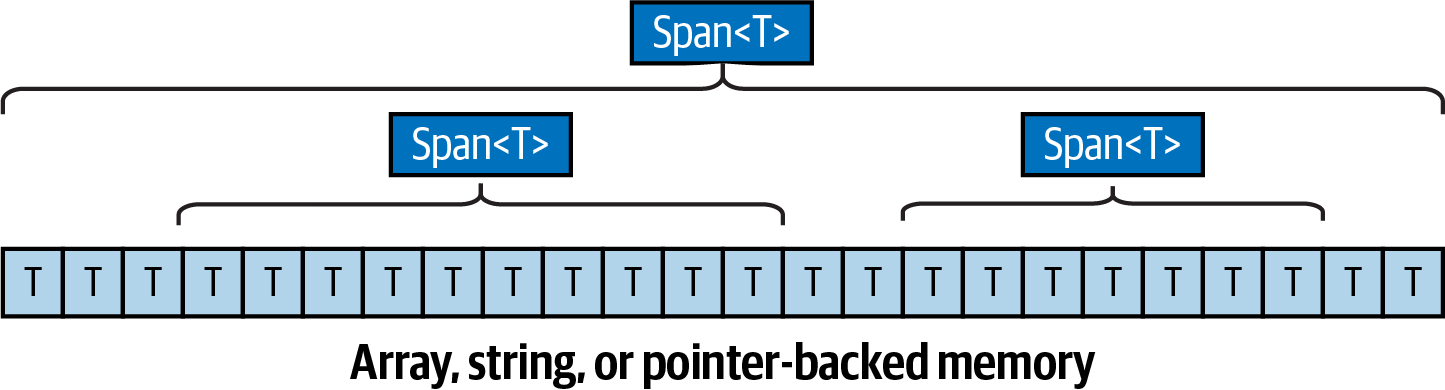 Span<T>
Span<T> Span<T>
T T T T T T T T T T T T T T T T T T T T T T T T
Array, string, or pointer-backed memory